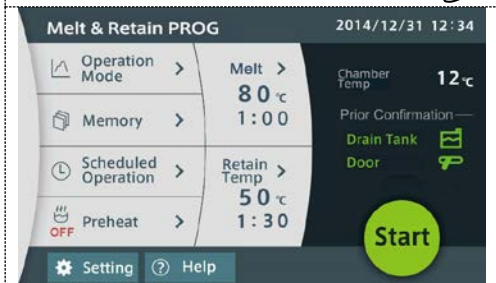 Melt & Retain PROG
2014/12/31 12:34
Operation
Mode
>
Melt >
80 ℃
1:00
Memory
>
Scheduled
Operation
>
Retain
Temp >
50 ℃
1:30
OFF
Preheat
>
Chamber
Temp
12℃
Prior Confirmation
Drain Tank
Door
Start
Setting
? Help